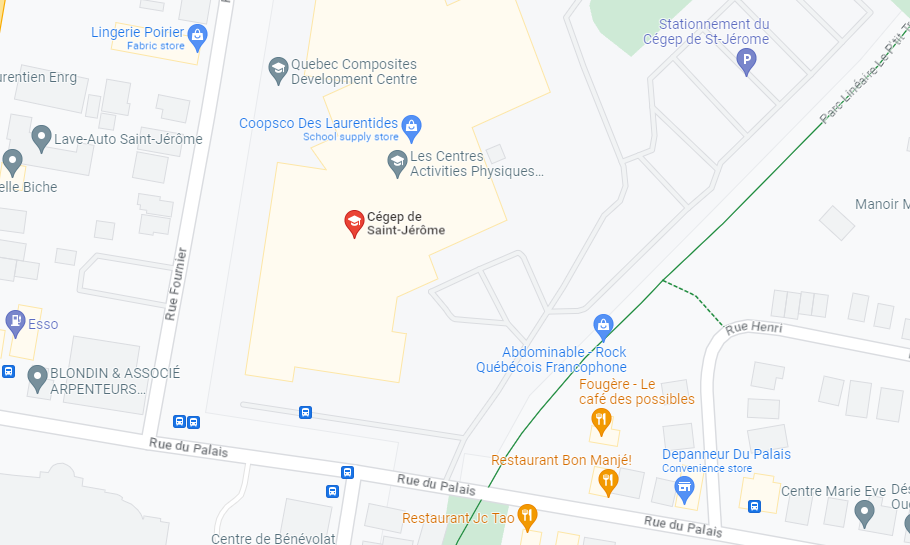 Lingerie Poirier
Fabric store
Stationnement du
Cégep de St-Jérome
P
Quebec Composites
Development Centre
urentien Enrg
Parc Linéaire Le P'tit
Coopsco Des Laurentides
School supply store
Lave-Auto Saint-Jérôme
Les Centres
Activities Physiques...
elle Biche
Manoir M
Cégep de
Saint-Jérôme
Rue Fournier
Esso
Rue Henri
Abdominable - Rock
Québécois Francophone
BLONDIN & ASSOCIÉ
ARPENTEURS...
Fougère - Le
café des possibles
Rue du Palais
Restaurant Bon Manjé!
Depanneur Du Palais
Convenience store
Rue du Palais
Centre Marie Eve
Dés
Que
Restaurant Jc Tao
Rue du Palais
Centre de Bénévolat